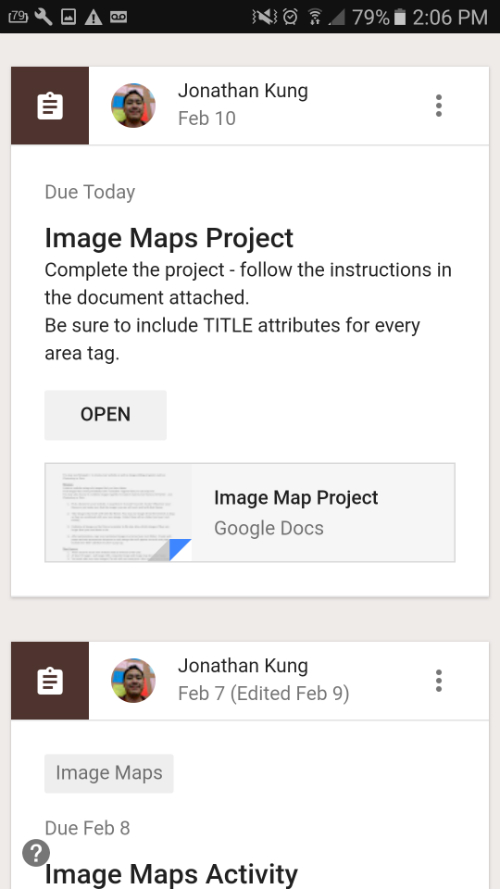 79
79% 2:06 PM
Jonathan Kung
Feb 10
Due Today
Image Maps Project
Complete the project - follow the instructions in
the document attached.
Be sure to include TITLE attributes for every
area tag.
OPEN
Image Map Project
Google Docs
Jonathan Kung
Feb 7 (Edited Feb 9)
Image Maps
Due Feb 8
?
Image Maps Activity